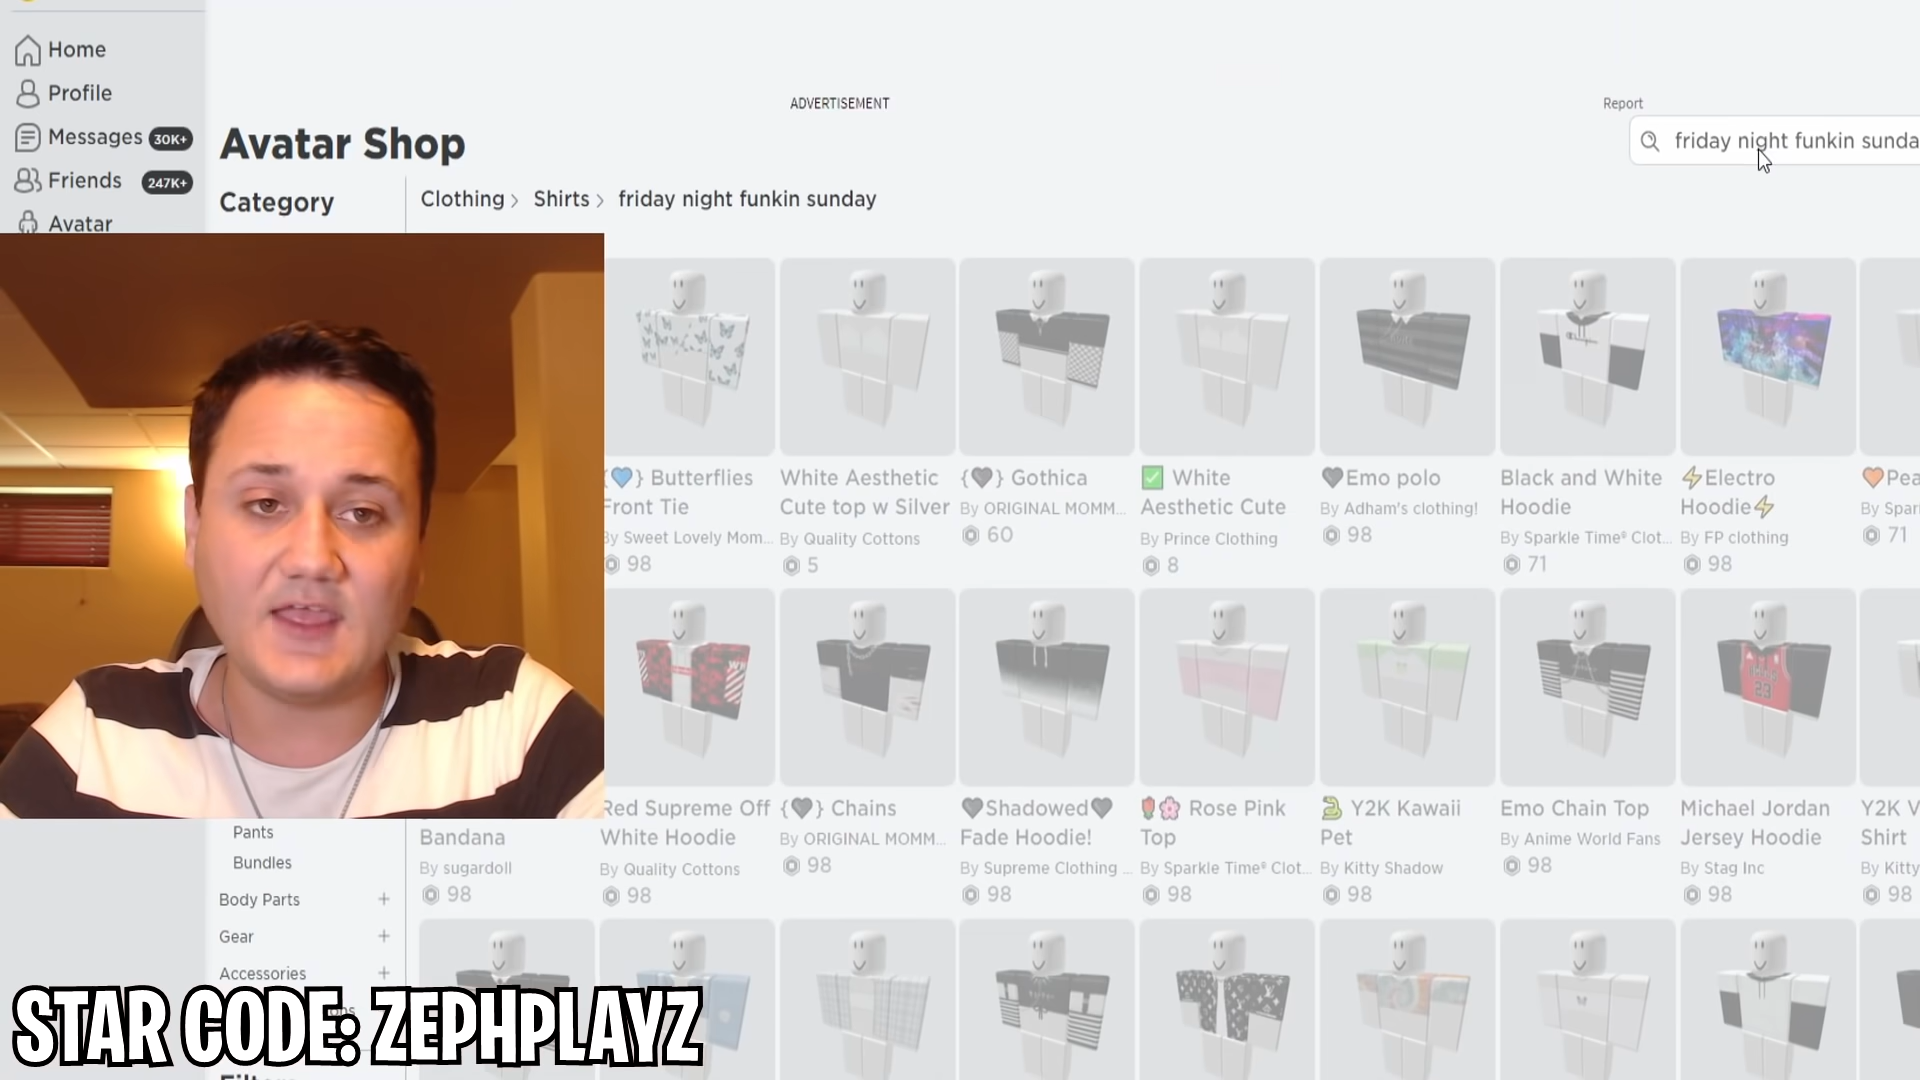 Home
Profile
Messages 30K+
Friends 247K+
Avatar
ADVERTISEMENT
Report
Avatar Shop
friday night funkin sunda
Category
Clothing > Shirts > friday night funkin sunday
{💙} Butterflies Front Tie
By Sweet Lovely Mom...
98
White Aesthetic Cute top w Silver
By Quality Cottons
5
{🖤} Gothica
By ORIGINAL MOMM...
60
✅ White Aesthetic Cute
By Prince Clothing
8
🖤Emo polo
By Adham's clothing!
98
Black and White Hoodie
By Sparkle Time® Clot...
71
⚡Electro Hoodie⚡
By FP clothing
98
🧡Pea
By Spar
71
Bandana
By sugardoll
98
Red Supreme Off White Hoodie
By Quality Cottons
98
{🖤} Chains
By ORIGINAL MOMM...
98
🖤Shadowed🖤 Fade Hoodie!
By Supreme Clothing ...
98
🌹🌸 Rose Pink Top
By Sparkle Time® Clot...
98
🐍 Y2K Kawaii Pet
By Kitty Shadow
98
Emo Chain Top
By Anime World Fans
98
Michael Jordan Jersey Hoodie
By Stag Inc
98
Y2K V
Shirt
By Kitty
98
Pants
Bundles
Body Parts +
Gear +
Accessories +
STAR CODE: ZEPHPLAYZ